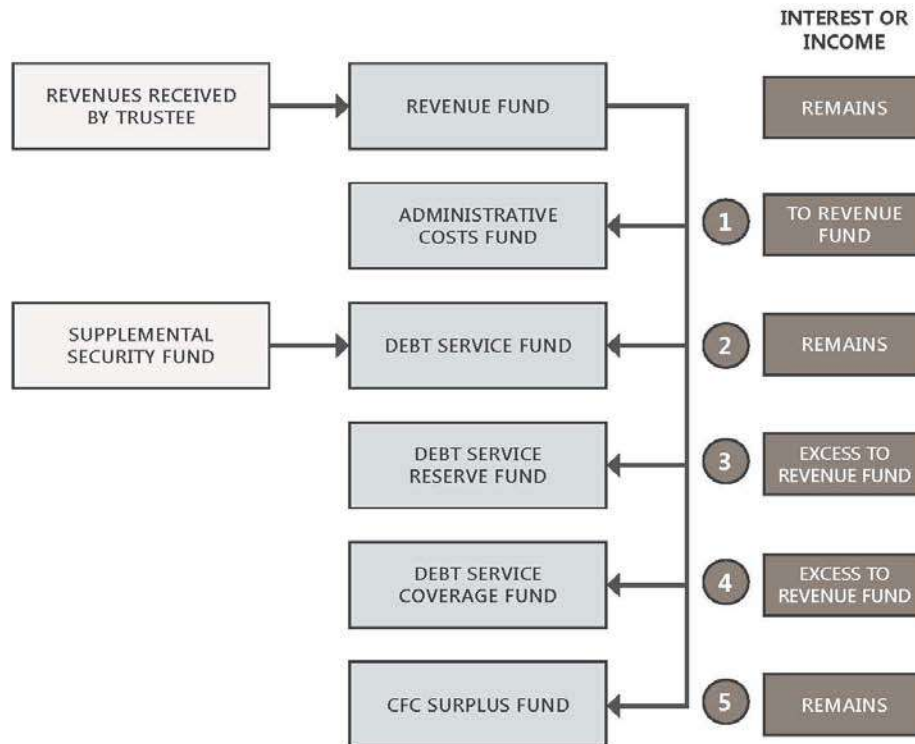 INTEREST OR
INCOME
REVENUES RECEIVED
BY TRUSTEE
REVENUE FUND
REMAINS
ADMINISTRATIVE
COSTS FUND
1
TO REVENUE
FUND
SUPPLEMENTAL
SECURITY FUND
DEBT SERVICE FUND
2
REMAINS
DEBT SERVICE
RESERVE FUND
3
EXCESS TO
REVENUE FUND
DEBT SERVICE
COVERAGE FUND
4
EXCESS TO
REVENUE FUND
CFC SURPLUS FUND
5
REMAINS